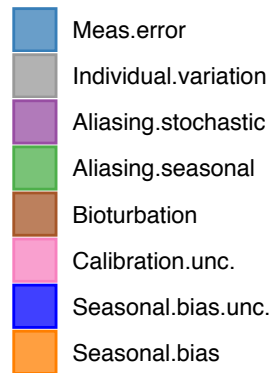 Meas.error
Individual.variation
Aliasing.stochastic
Aliasing.seasonal
Bioturbation
Calibration.unc.
Seasonal.bias.unc.
Seasonal.bias